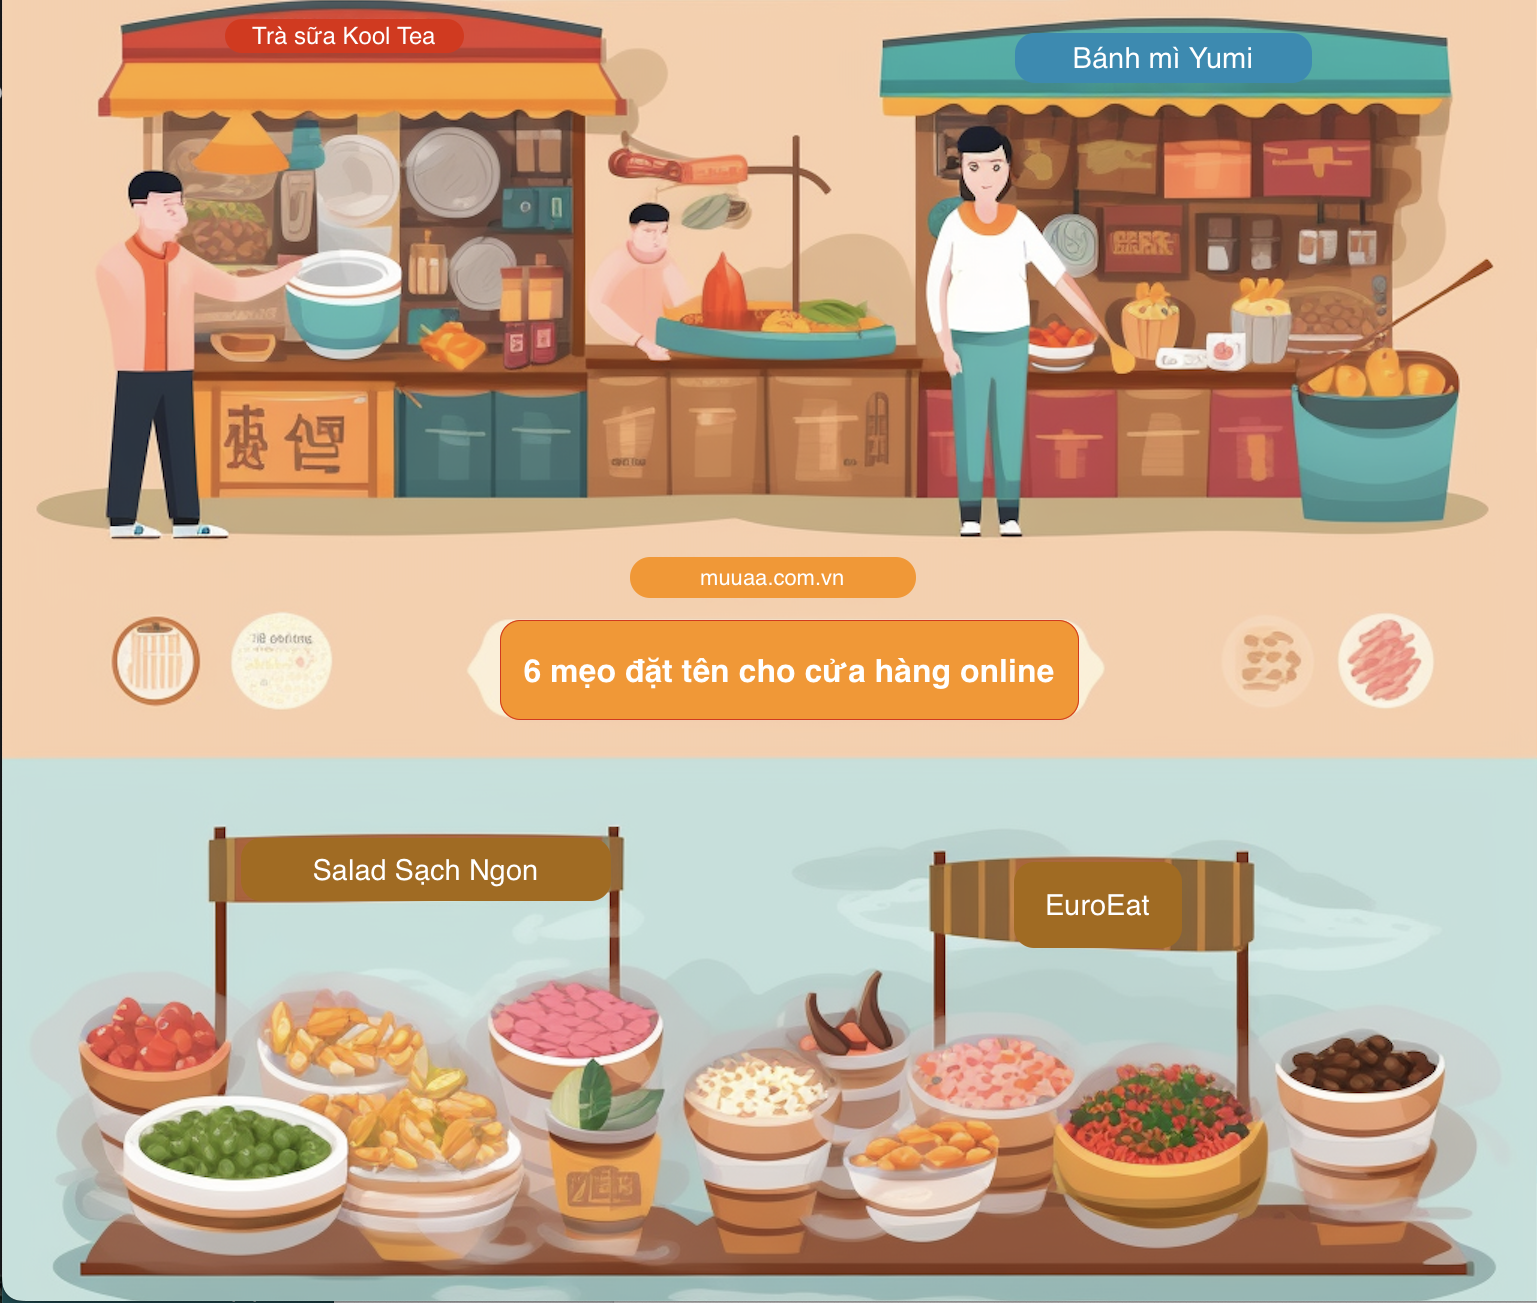 Trà sữa Kool Tea
Bánh mì Yumi
muuaa.com.vn
6 mẹo đặt tên cho cửa hàng online
Salad Sạch Ngon
EuroEat